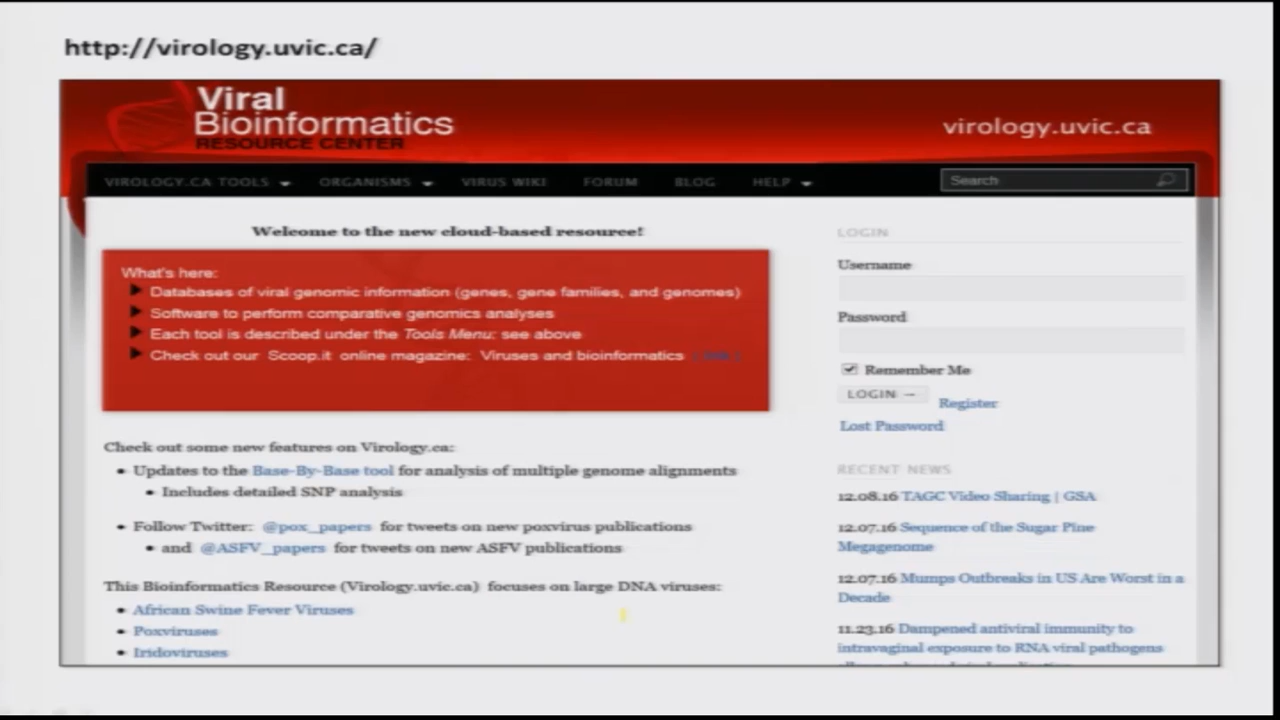 http://virology.uvic.ca/
Viral
Bioinformatics
RESOURCE CENTER
virology.uvic.ca
VIROLOGY.CA TOOLS ORGANISMS VIRUS WIKI FORUM BLOG HELP Search
Welcome to the new cloud-based resource!
What's here:
Databases of viral genomic information (genes, gene families, and genomes)
Software to perform comparative genomics analyses
Each tool is described under the Tools Menu: see above
Check out our Scoop.it online magazine: Viruses and bioinformatics
Check out some new features on Virology.ca:
• Updates to the Base-By-Base tool for analysis of multiple genome alignments
• Includes detailed SNP analysis
• Follow Twitter: @pox_papers for tweets on new poxvirus publications
• and @ASFV_papers for tweets on new ASFV publications
This Bioinformatics Resource (Virology.uvic.ca) focuses on large DNA viruses:
• African Swine Fever Viruses
• Poxviruses
• Iridoviruses
LOGIN
Username
Password
Remember Me
LOGIN →
Register
Lost Password
RECENT NEWS
12.08.16 TAGC Video Sharing | GSA
12.07.16 Sequence of the Sugar Pine
Megagenome
12.07.16 Mumps Outbreaks in US Are Worst in a
Decade
11.23.16 Dampened antiviral immunity to
intravaginal exposure to RNA viral pathogens